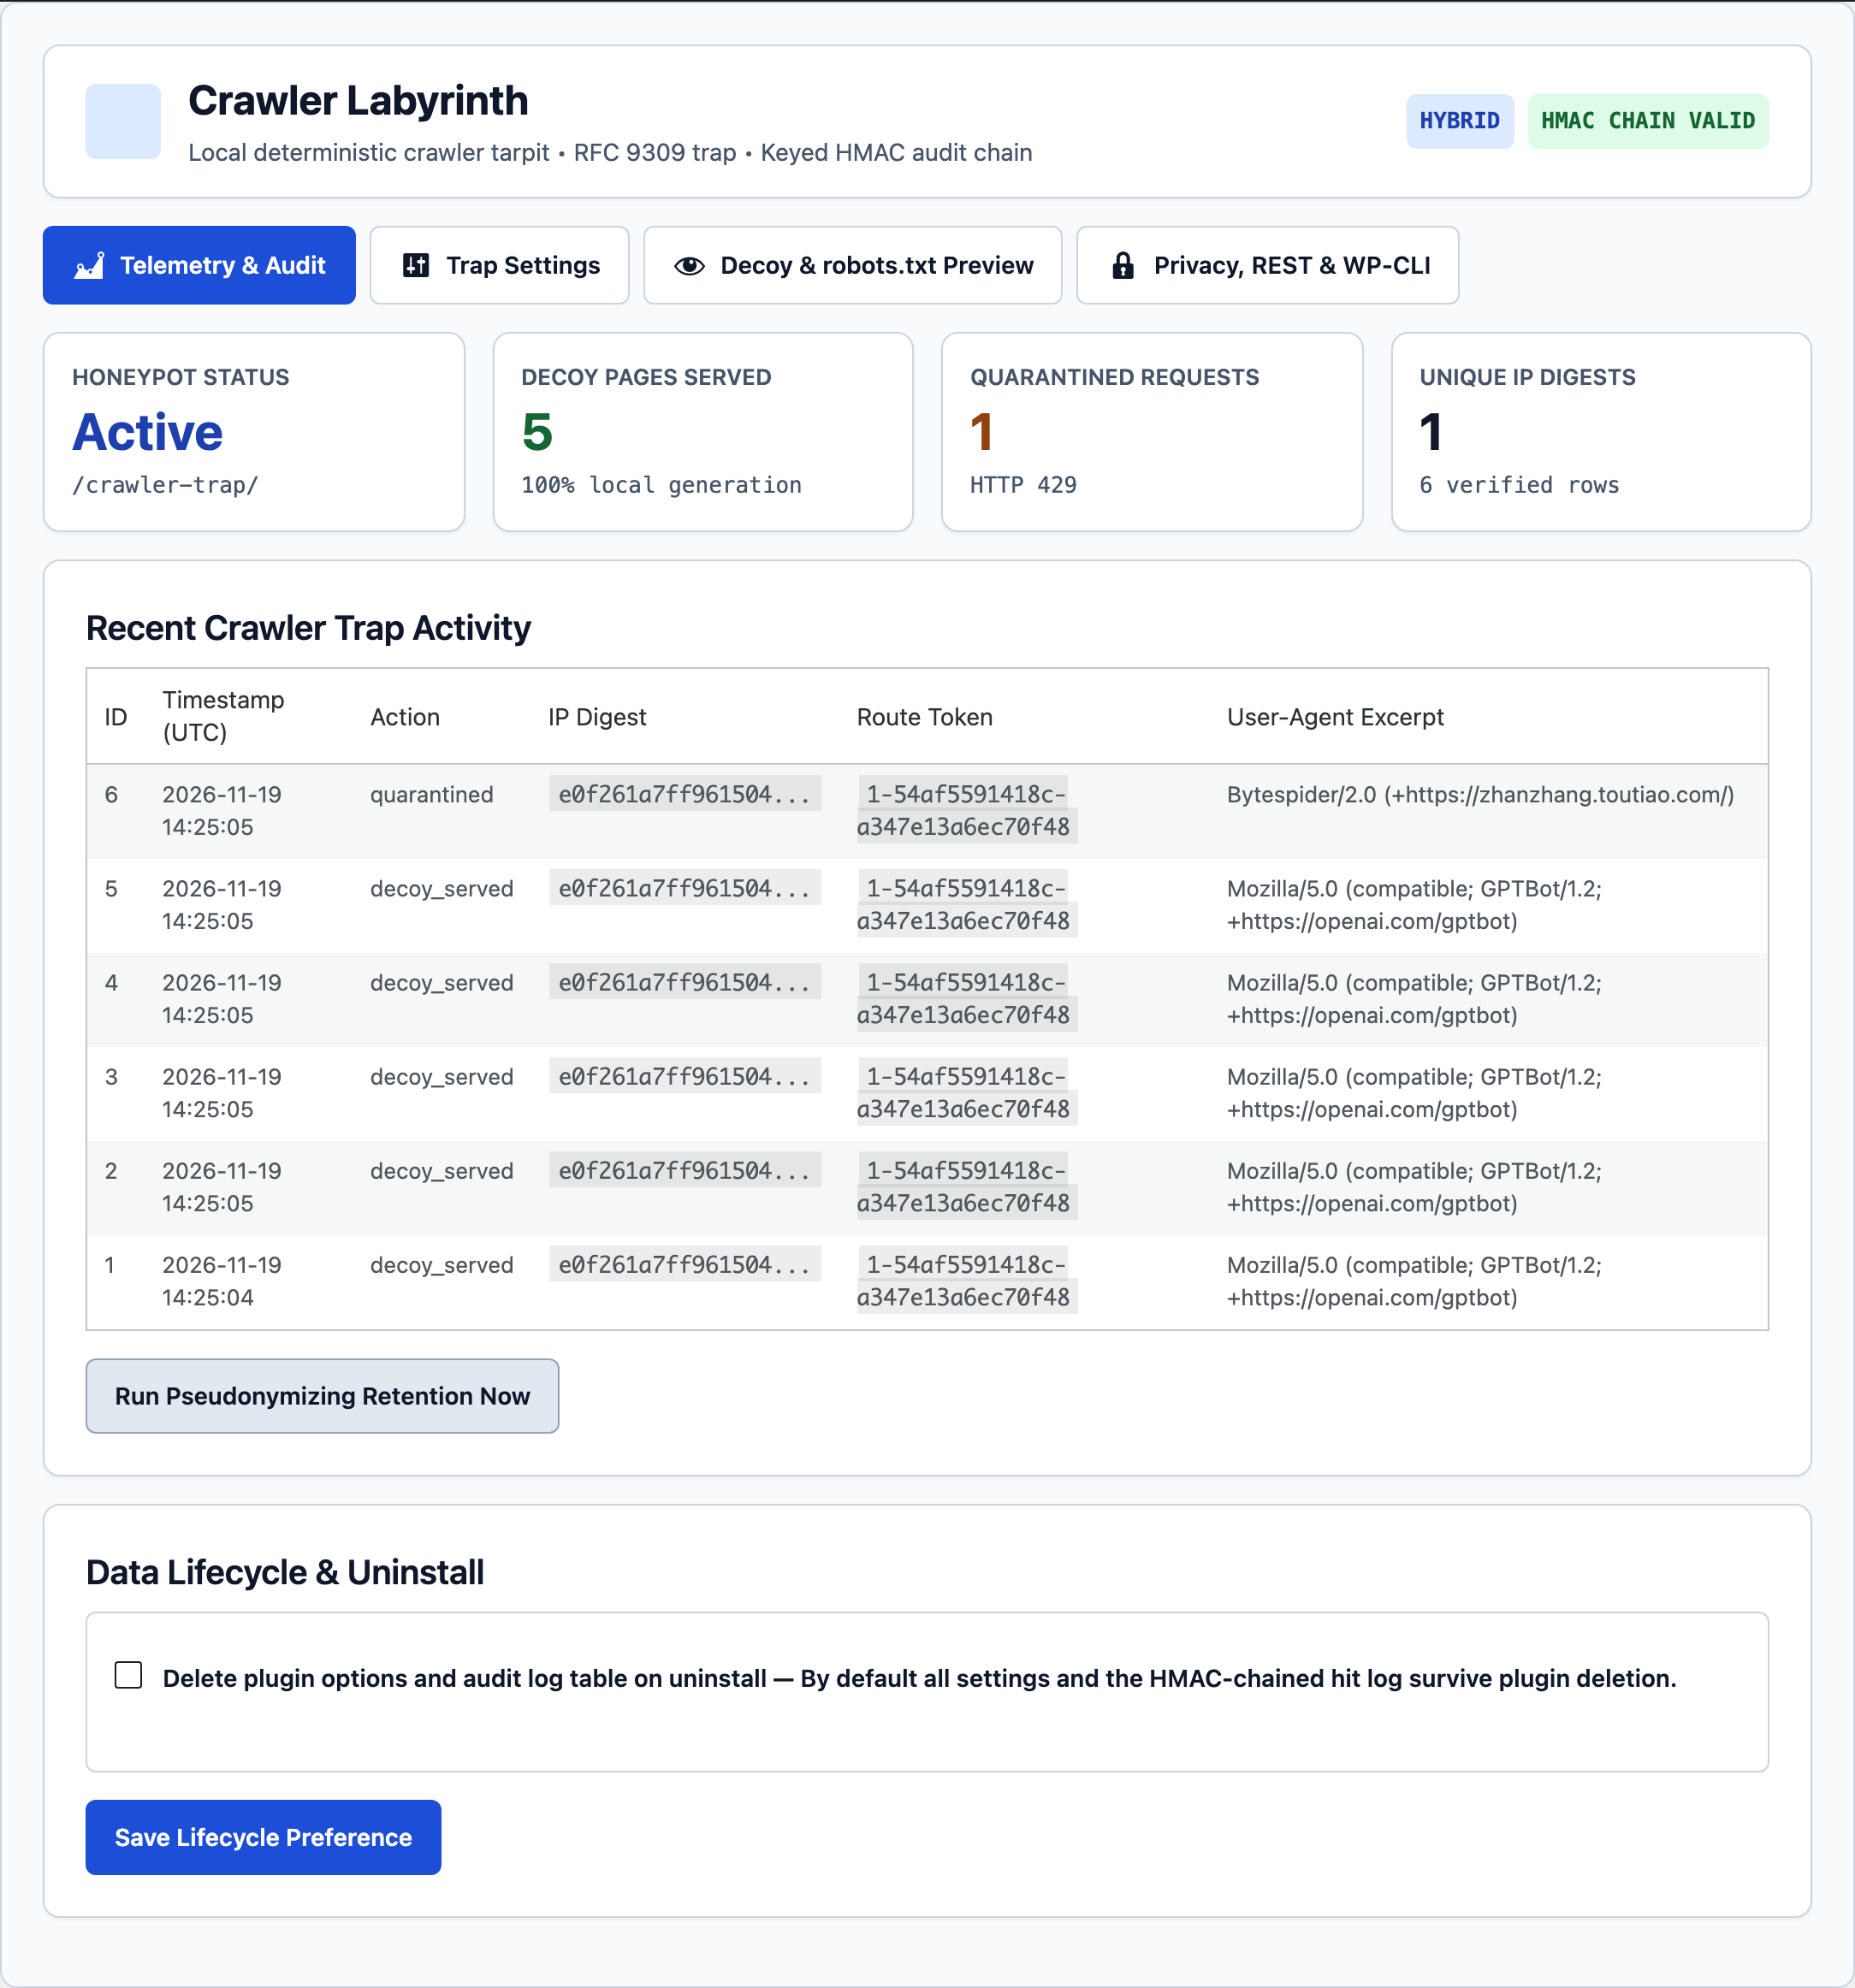 Crawler Labyrinth
Local deterministic crawler tarpit • RFC 9309 trap • Keyed HMAC audit chain
HYBRID
HMAC CHAIN VALID
Telemetry & Audit
Trap Settings
Decoy & robots.txt Preview
Privacy, REST & WP-CLI
HONEYPOT STATUS
Active
/crawler-trap/
DECOY PAGES SERVED
5
100% local generation
QUARANTINED REQUESTS
1
HTTP 429
UNIQUE IP DIGESTS
1
6 verified rows
Recent Crawler Trap Activity
ID
Timestamp
(UTC)
Action
IP Digest
Route Token
User-Agent Excerpt
6
2026-11-19
14:25:05
quarantined
e0f261a7ff961504...
1-54af5591418c-
a347e13a6ec70f48
Bytespider/2.0 (+https://zhanzhang.toutiao.com/)
5
2026-11-19
14:25:05
decoy_served
e0f261a7ff961504...
1-54af5591418c-
a347e13a6ec70f48
Mozilla/5.0 (compatible; GPTBot/1.2;
+https://openai.com/gptbot)
4
2026-11-19
14:25:05
decoy_served
e0f261a7ff961504...
1-54af5591418c-
a347e13a6ec70f48
Mozilla/5.0 (compatible; GPTBot/1.2;
+https://openai.com/gptbot)
3
2026-11-19
14:25:05
decoy_served
e0f261a7ff961504...
1-54af5591418c-
a347e13a6ec70f48
Mozilla/5.0 (compatible; GPTBot/1.2;
+https://openai.com/gptbot)
2
2026-11-19
14:25:05
decoy_served
e0f261a7ff961504...
1-54af5591418c-
a347e13a6ec70f48
Mozilla/5.0 (compatible; GPTBot/1.2;
+https://openai.com/gptbot)
1
2026-11-19
14:25:04
decoy_served
e0f261a7ff961504...
1-54af5591418c-
a347e13a6ec70f48
Mozilla/5.0 (compatible; GPTBot/1.2;
+https://openai.com/gptbot)
Run Pseudonymizing Retention Now
Data Lifecycle & Uninstall
Delete plugin options and audit log table on uninstall — By default all settings and the HMAC-chained hit log survive plugin deletion.
Save Lifecycle Preference